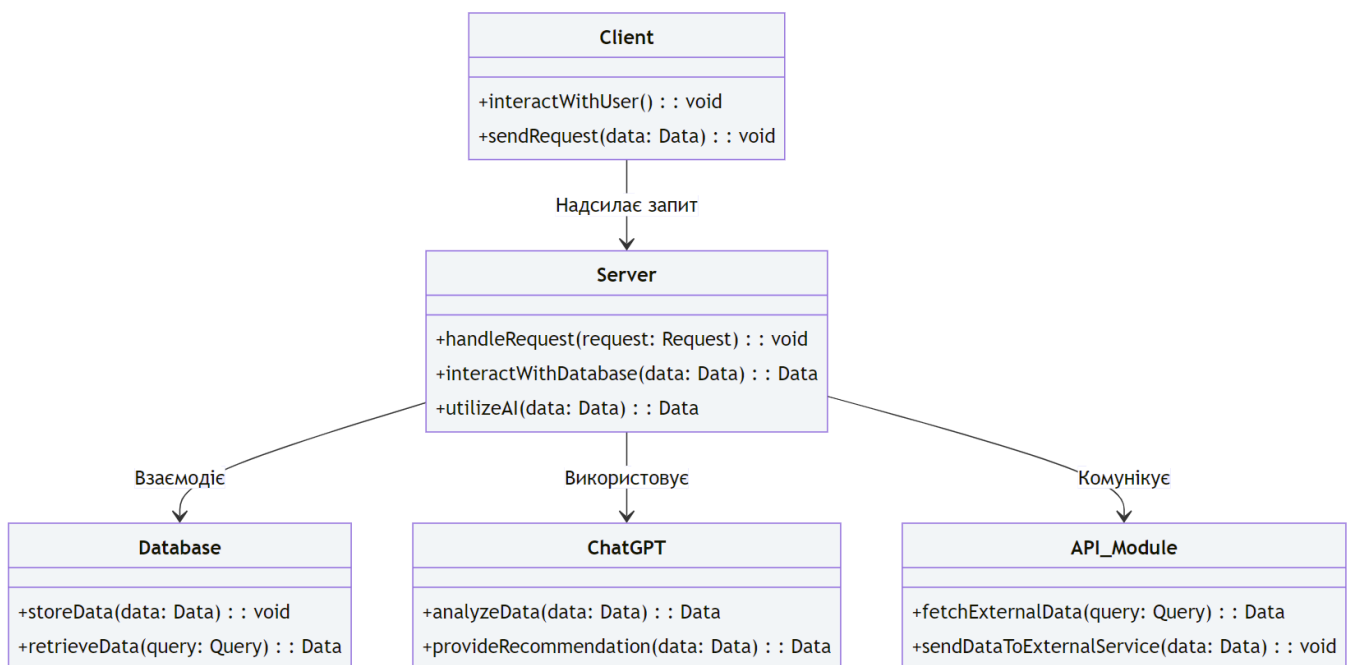 Client
+interactWithUser() : : void
+sendRequest(data: Data) : : void
Надсилає запит
Server
+handleRequest(request: Request) : : void
+interactWithDatabase(data: Data) : : Data
+utilizeAI(data: Data) : : Data
Взаємодіє
Використовує
Комунікує
Database
+storeData(data: Data) : : void
+retrieveData(query: Query) : : Data
ChatGPT
+analyzeData(data: Data) : : Data
+provideRecommendation(data: Data) : : Data
API_Module
+fetchExternalData(query: Query) : : Data
+sendDataToExternalService(data: Data) : : void